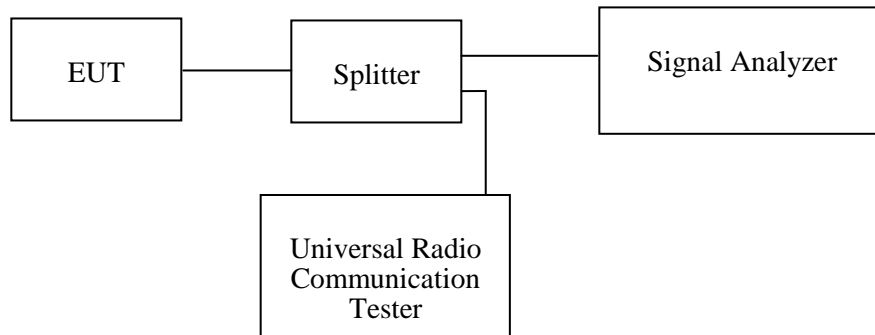 EUT
Splitter
Signal Analyzer
Universal Radio
Communication
Tester